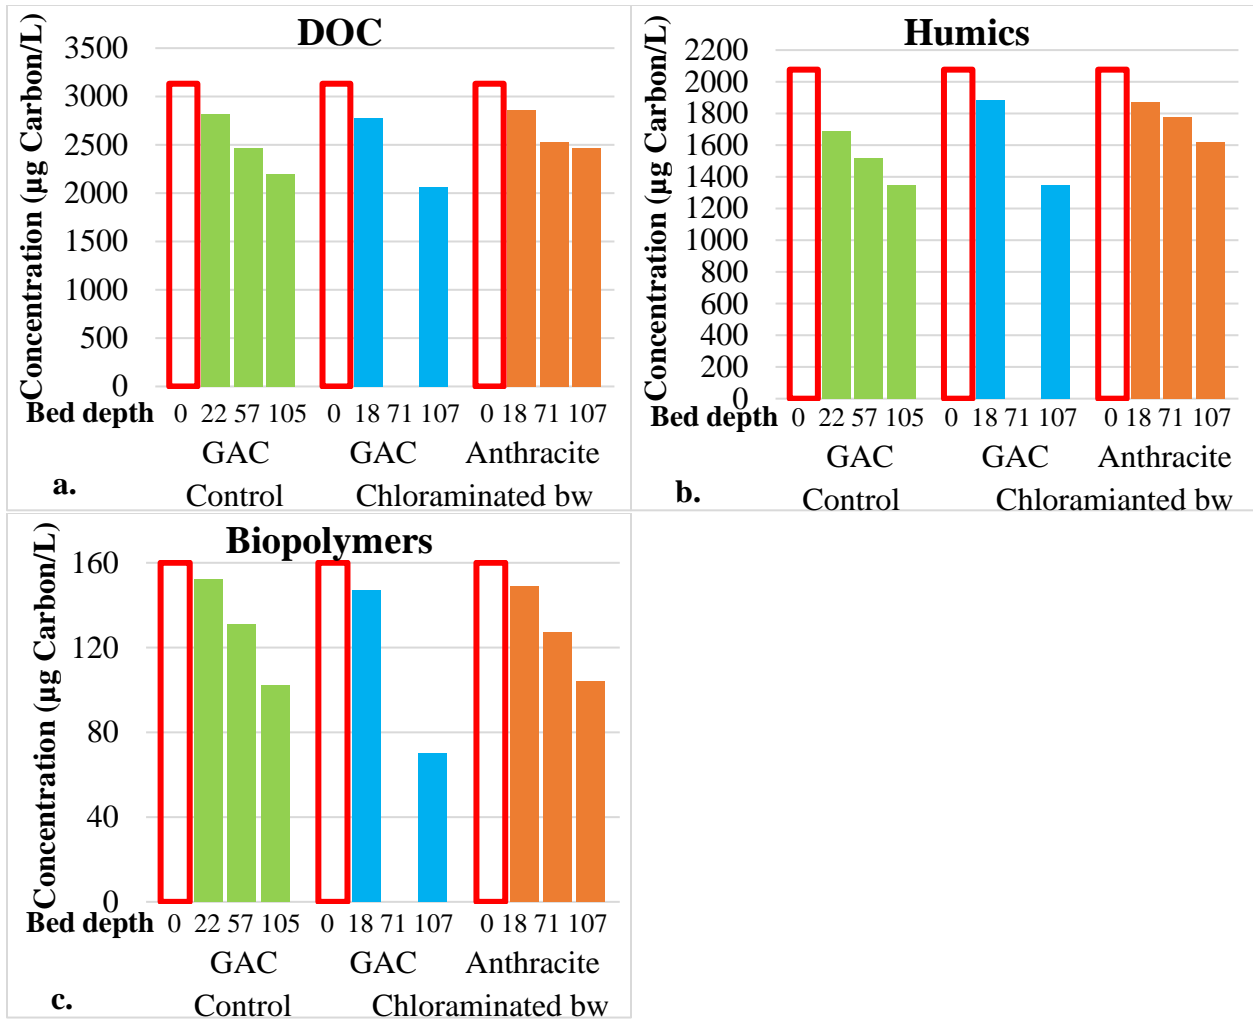 DOC
Concentration (µg Carbon/L)
3500
3000
2500
2000
1500
1000
500
0
Bed depth 0 22 57 105 0 18 71 107 0 18 71 107
GAC GAC Anthracite
a. Control Chloraminated bw
Humics
Concentration (µg Carbon/L)
2200
2000
1800
1600
1400
1200
1000
800
600
400
200
0
Bed depth 0 22 57 105 0 18 71 107 0 18 71 107
GAC GAC Anthracite
b. Control Chloramianted bw
Biopolymers
Concentration (µg Carbon/L)
160
120
80
40
0
Bed depth 0 22 57 105 0 18 71 107 0 18 71 107
GAC GAC Anthracite
c. Control Chloraminated bw